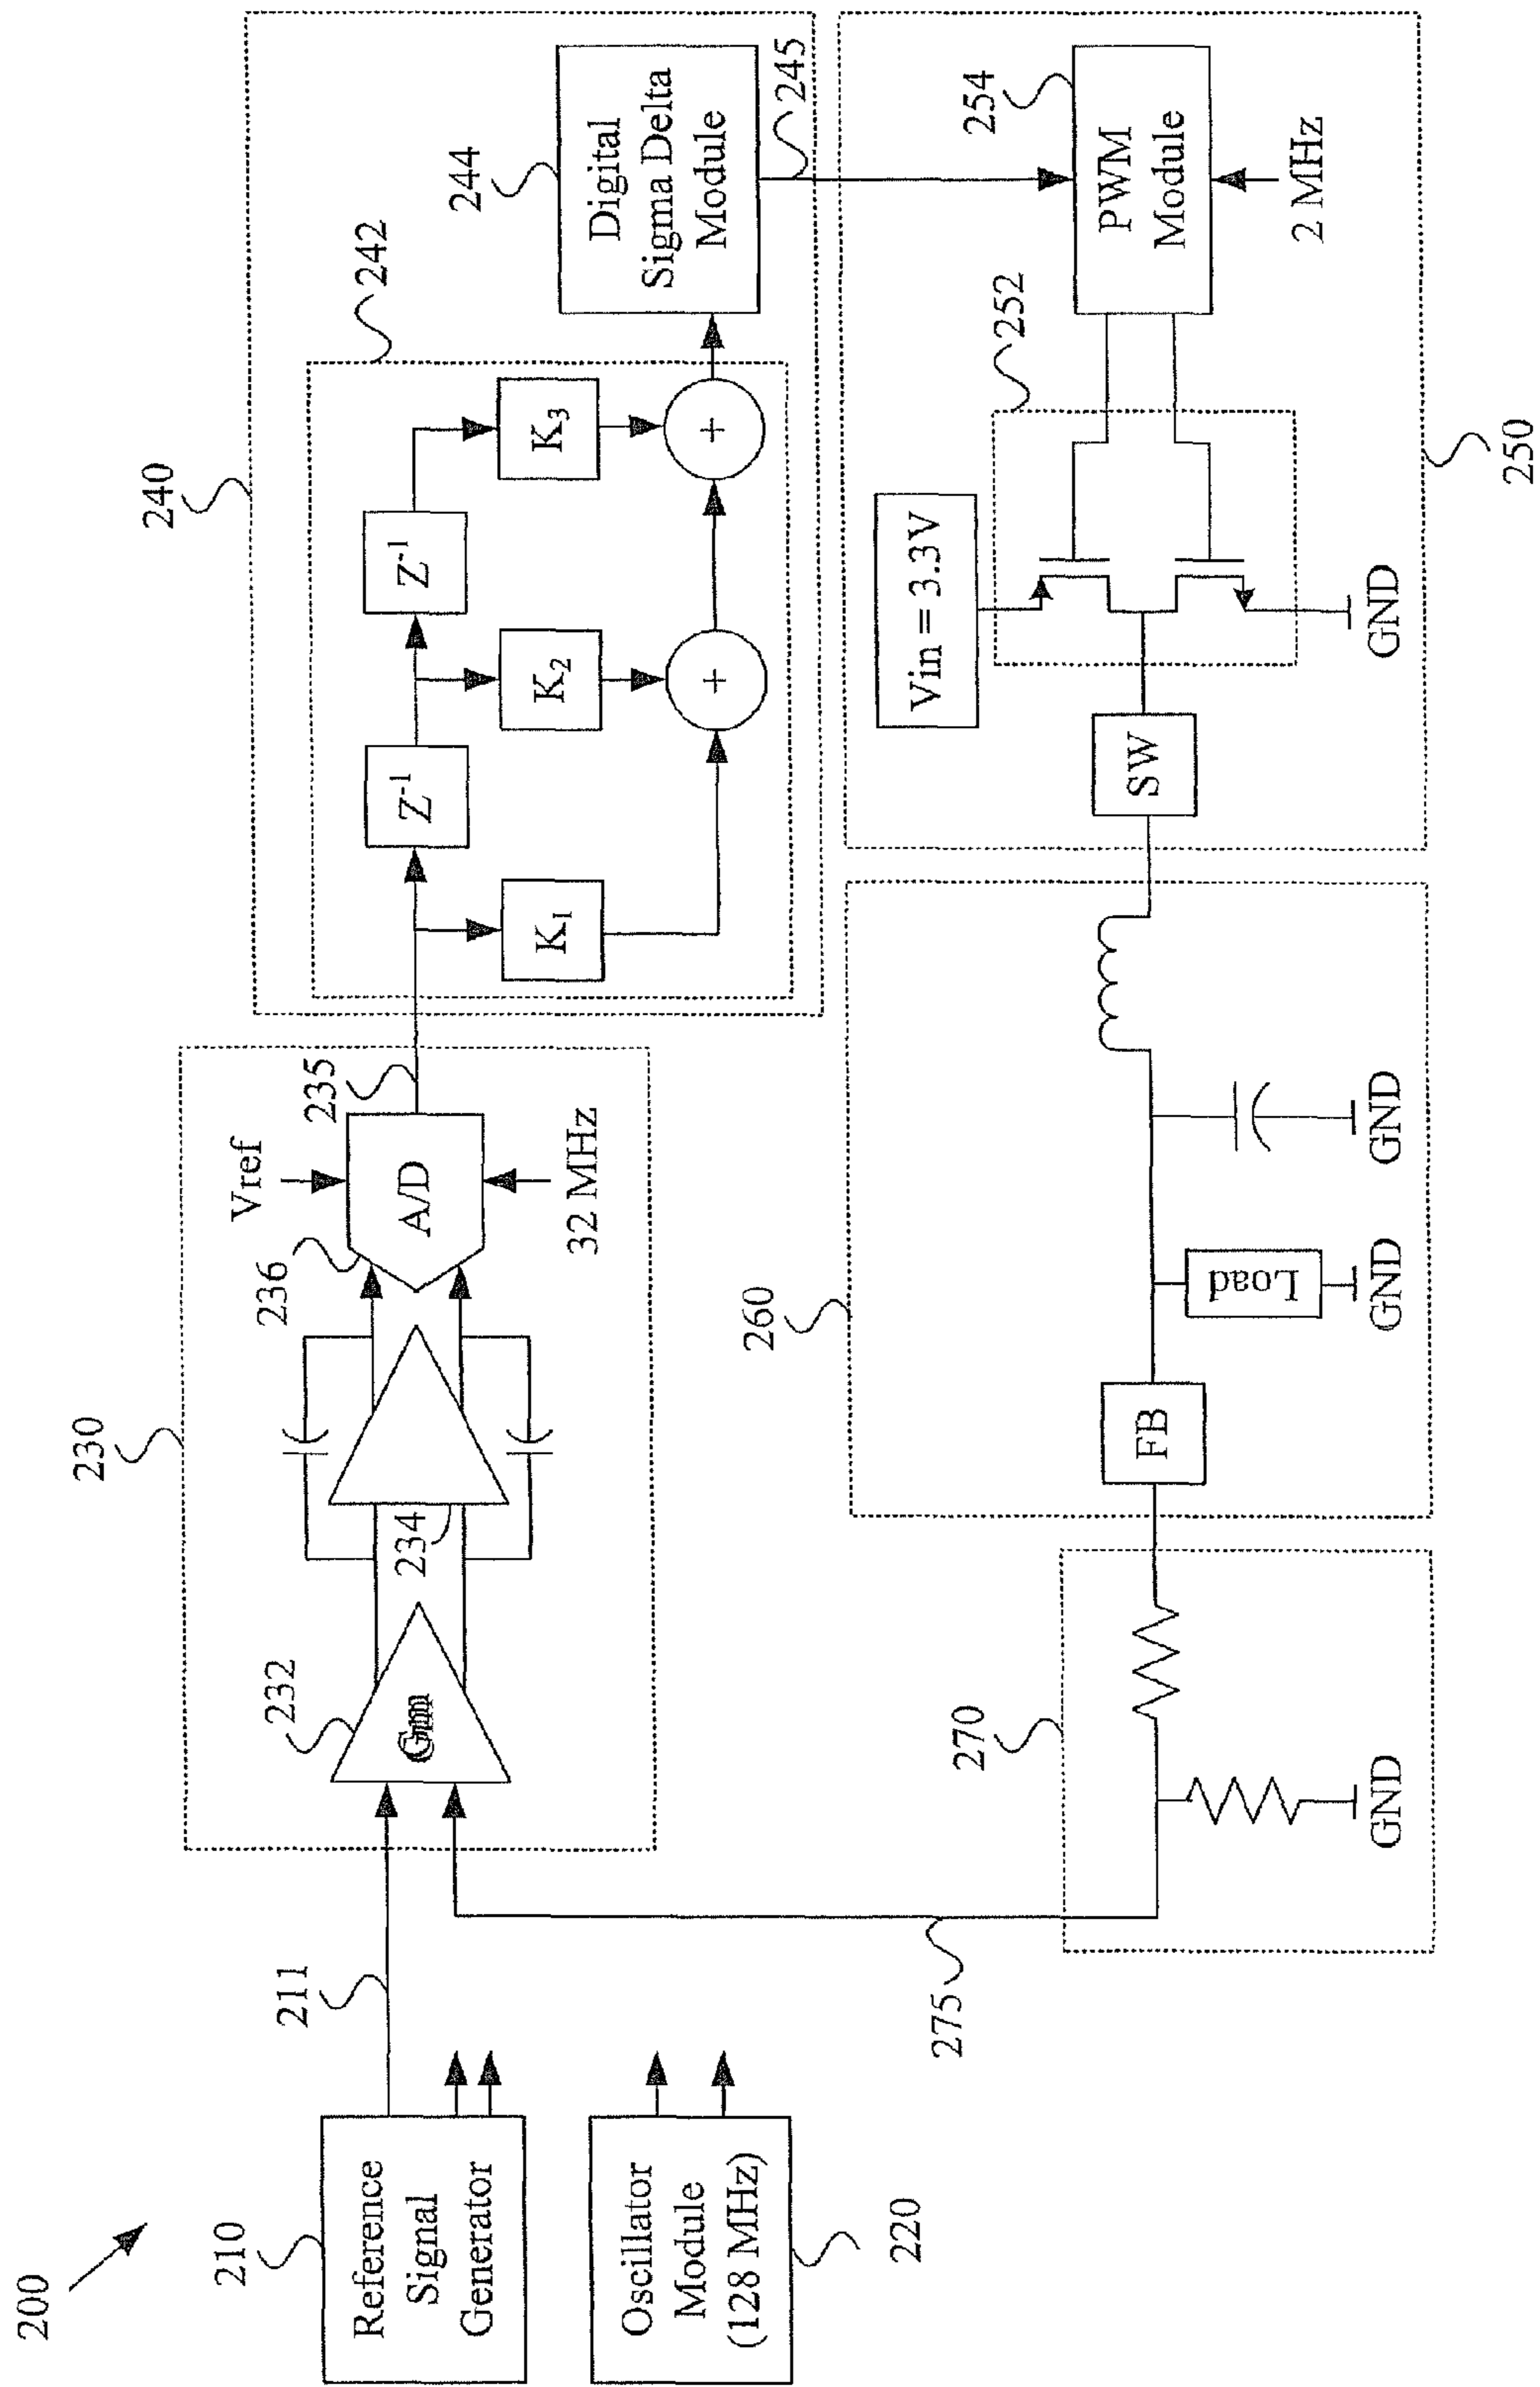 200
210
Reference
Signal
Generator
211
Oscillator
Module
(128 MHz)
220
230
232
Gm
234
236
Vref
A/D
32 MHz
235
240
242
Z-1
Z-1
K1
K2
K3
+
+
244
Digital
Sigma Delta
Module
245
250
252
254
PWM
Module
2 MHz
Vin = 3.3V
GND
SW
260
GND
Load
GND
FB
270
GND
275